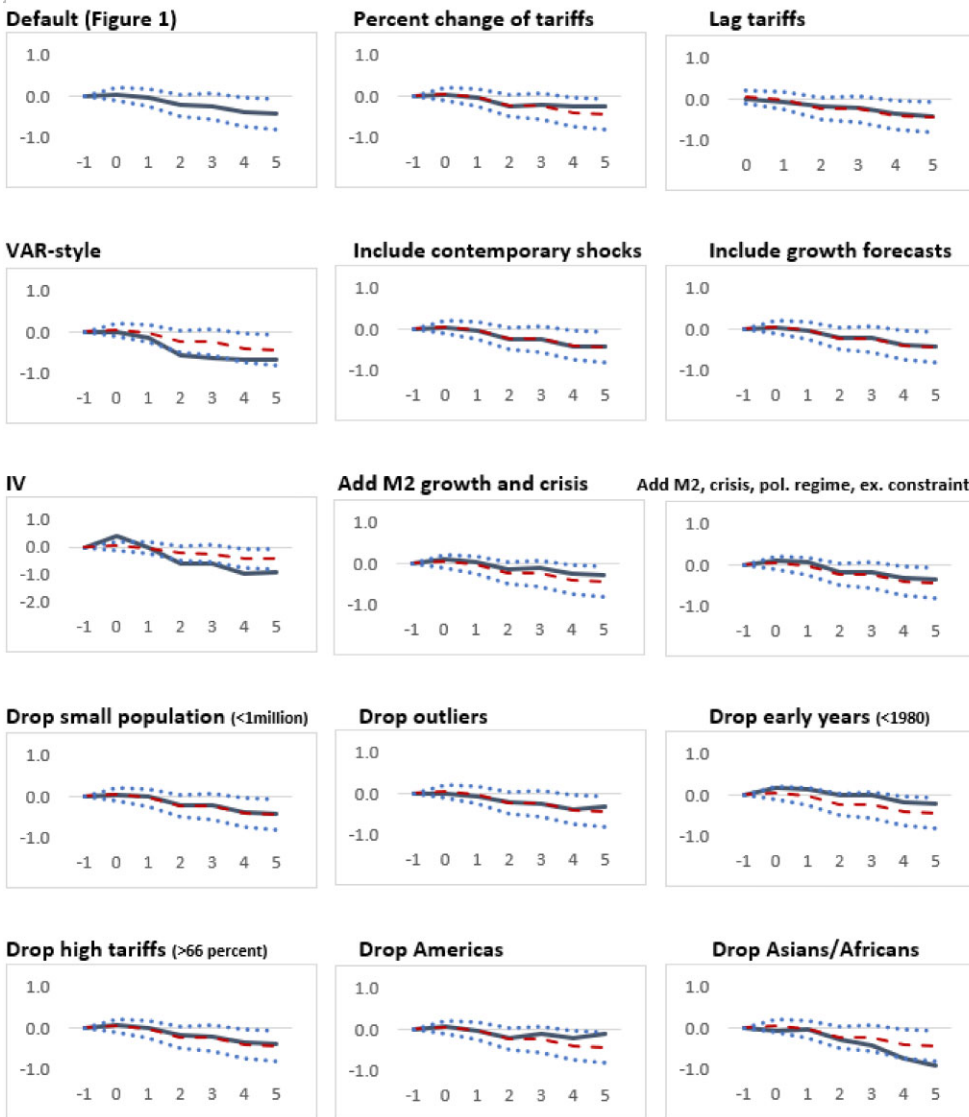 Default (Figure 1) Percent change of tariffs Lag tariffs
1.0 1.0 1.0
0.0 0.0 0.0
-1.0 -1.0 -1.0
-1 0 1 2 3 4 5 -1 0 1 2 3 4 5 0 1 2 3 4 5
VAR-style Include contemporary shocks Include growth forecasts
1.0 1.0 1.0
0.0 0.0 0.0
-1.0 -1.0 -1.0
-1 0 1 2 3 4 5 -1 0 1 2 3 4 5 -1 0 1 2 3 4 5
IV Add M2 growth and crisis Add M2, crisis, pol. regime, ex. constraint
1.0 1.0 1.0
0.0 0.0 0.0
-1.0 -1.0 -1.0
-2.0
-1 0 1 2 3 4 5 -1 0 1 2 3 4 5 -1 0 1 2 3 4 5
Drop small population (<1million) Drop outliers Drop early years (<1980)
1.0 1.0 1.0
0.0 0.0 0.0
-1.0 -1.0 -1.0
-1 0 1 2 3 4 5 -1 0 1 2 3 4 5 -1 0 1 2 3 4 5
Drop high tariffs (>66 percent) Drop Americas Drop Asians/Africans
1.0 1.0 1.0
0.0 0.0 0.0
-1.0 -1.0 -1.0
-1 0 1 2 3 4 5 -1 0 1 2 3 4 5 -1 0 1 2 3 4 5